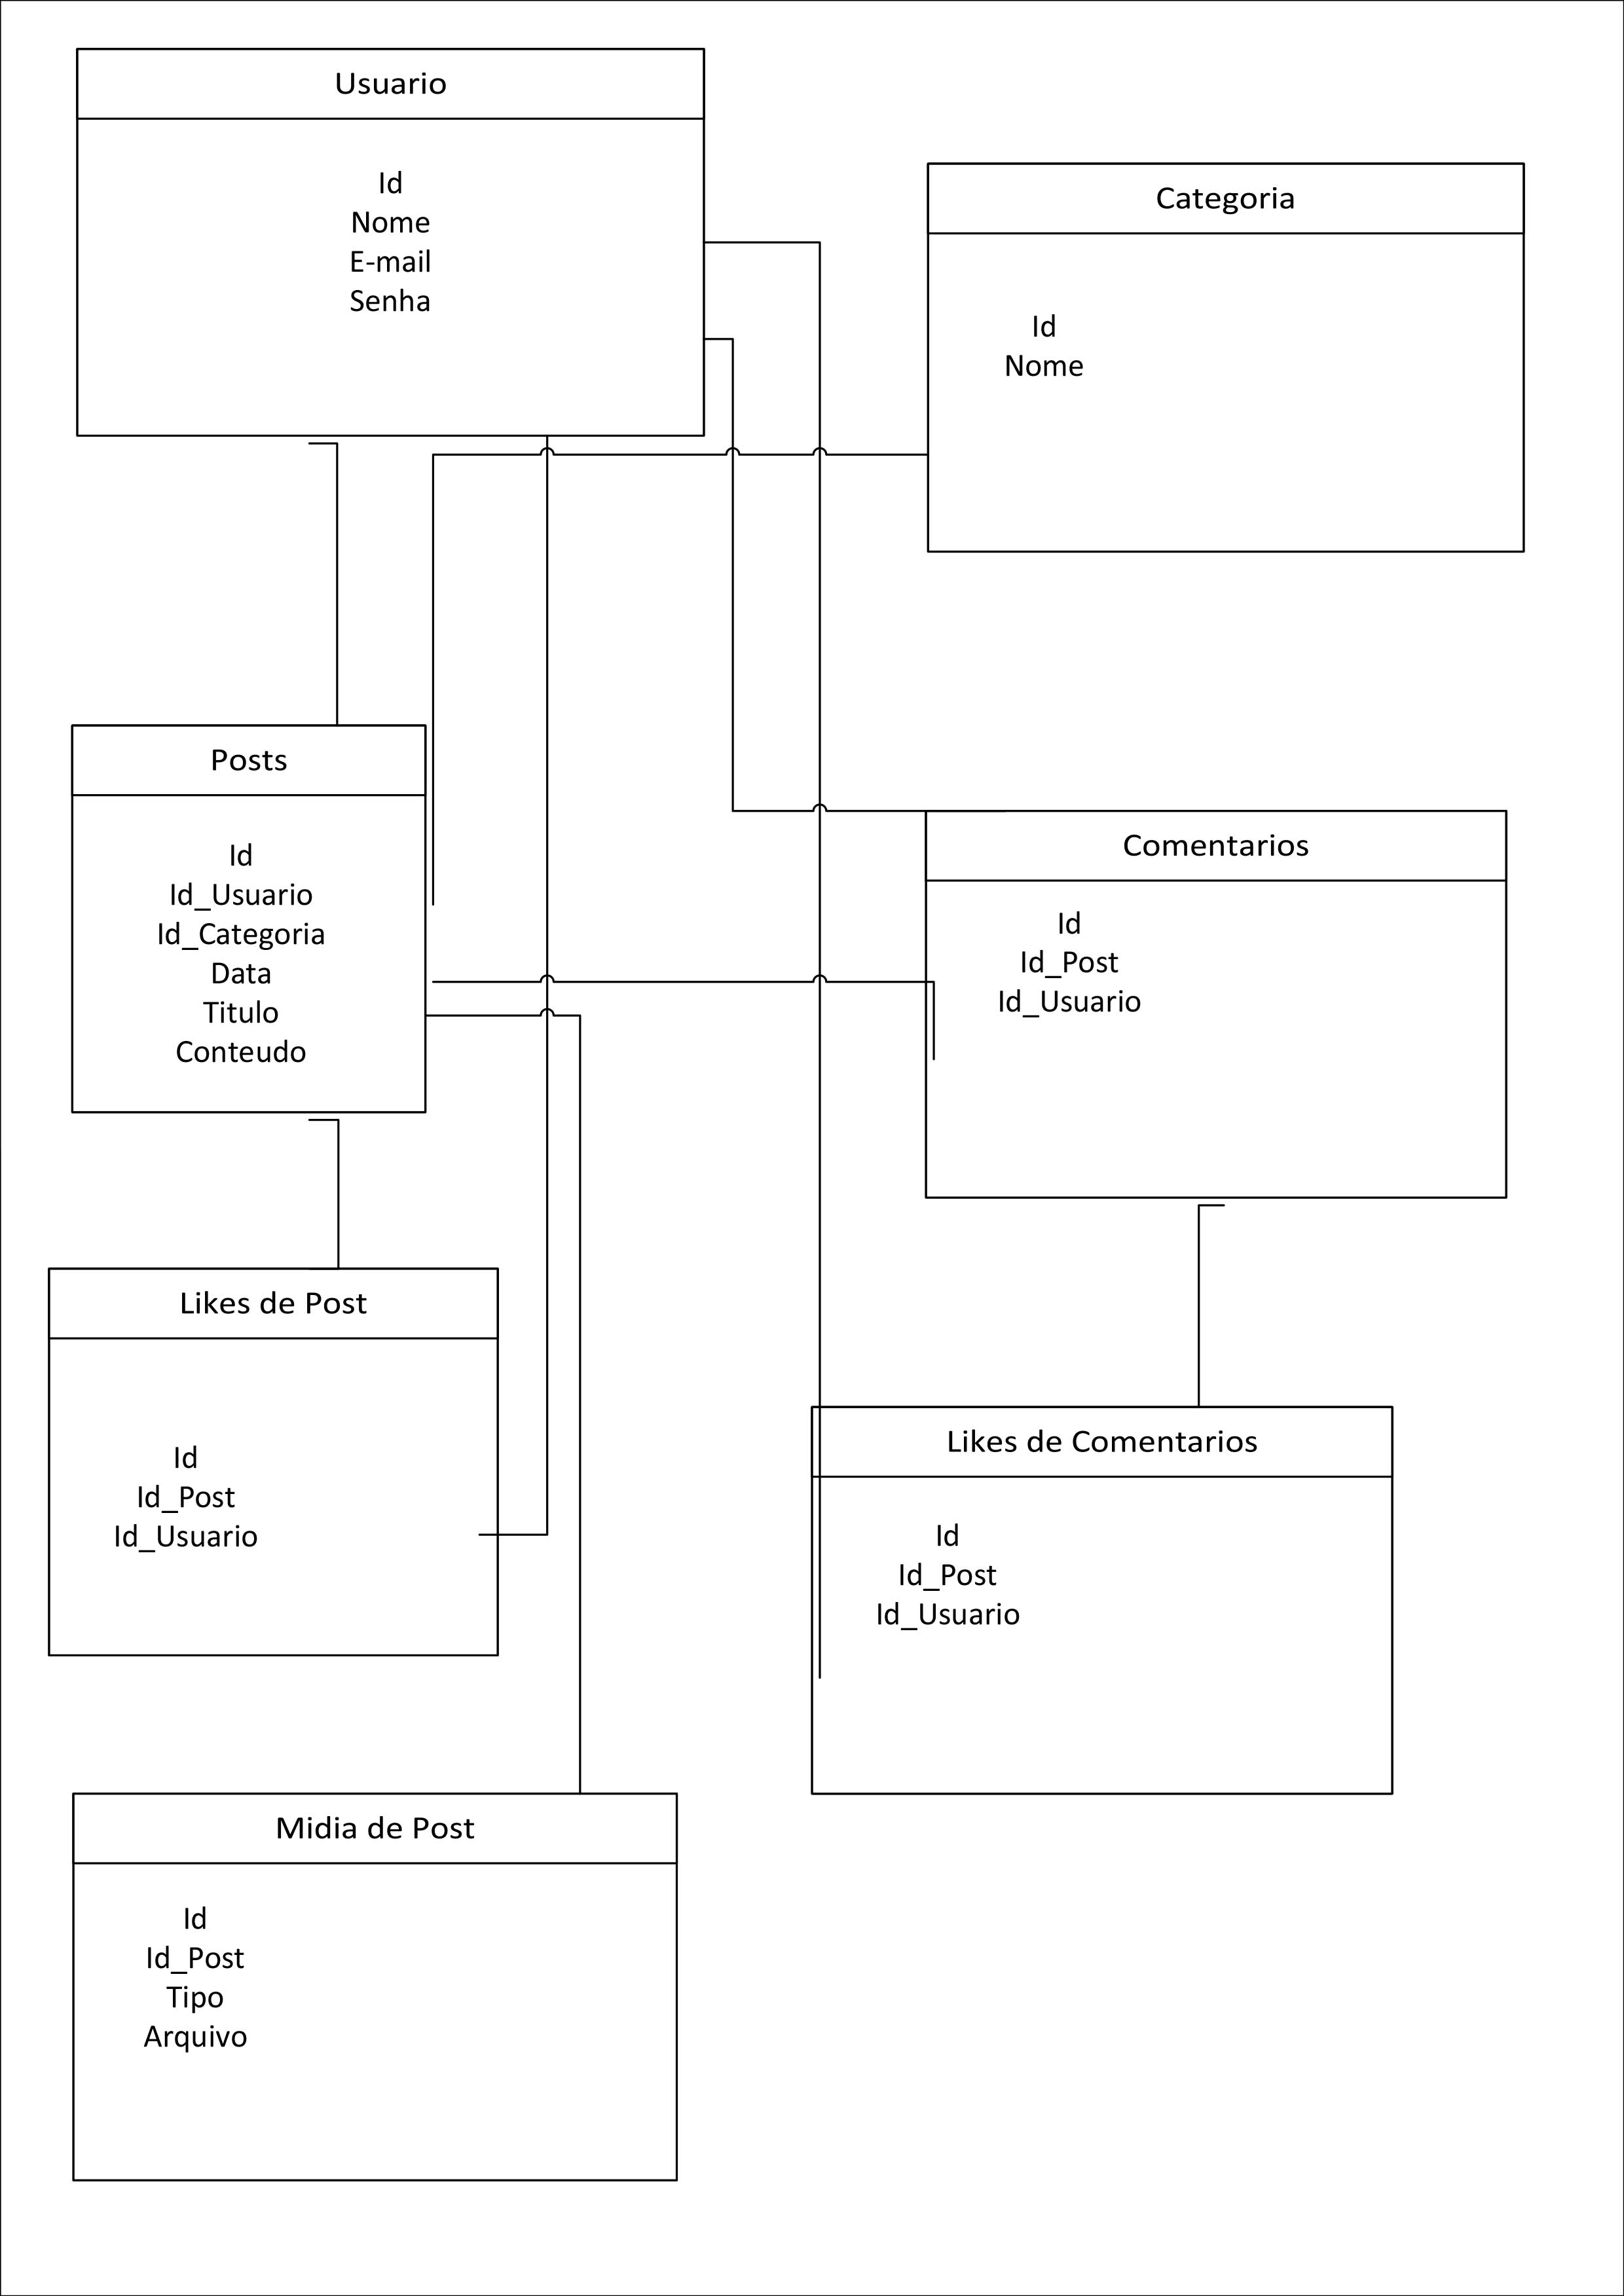 Usuario
Id
Nome
E-mail
Senha
Categoria
Id
Nome
Posts
Id
Id_Usuario
Id_Categoria
Data
Titulo
Conteudo
Comentarios
Id
Id_Post
Id_Usuario
Likes de Post
Id
Id_Post
Id_Usuario
Likes de Comentarios
Id
Id_Post
Id_Usuario
Midia de Post
Id
Id_Post
Tipo
Arquivo